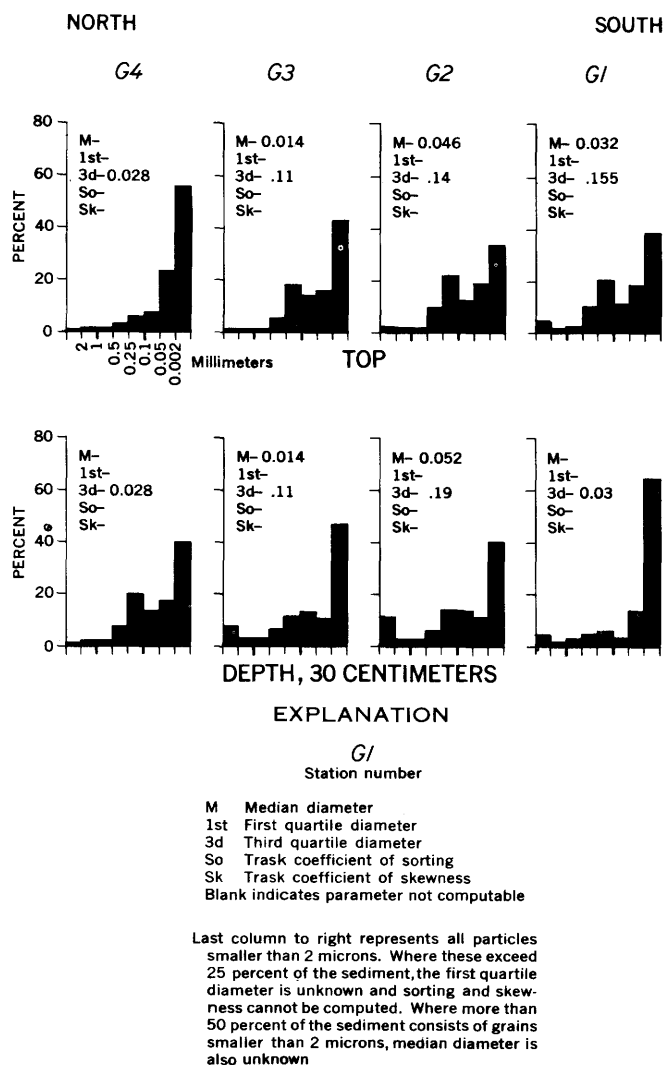 NORTH SOUTH
G4 G3 G2 G1
80
60
40
20
0
PERCENT
M-
1st-
3d-0.028
So-
Sk-
M- 0.014
1st-
3d- .11
So-
Sk-
M- 0.046
1st-
3d- .14
So-
Sk-
M- 0.032
1st-
3d- .155
So-
Sk-
2
1
0.5
0.25
0.1
0.05
0.002
Millimeters TOP
80
60
40
20
0
PERCENT
M-
1st-
3d-0.028
So-
Sk-
M- 0.014
1st-
3d- .11
So-
Sk-
M- 0.052
1st-
3d- .19
So-
Sk-
M-
1st-
3d- 0.03
So-
Sk-
DEPTH, 30 CENTIMETERS
EXPLANATION
G1
Station number
M Median diameter
1st First quartile diameter
3d Third quartile diameter
So Trask coefficient of sorting
Sk Trask coefficient of skewness
Blank indicates parameter not computable
Last column to right represents all particles
smaller than 2 microns. Where these exceed
25 percent of the sediment, the first quartile
diameter is unknown and sorting and skew-
ness cannot be computed. Where more than
50 percent of the sediment consists of grains
smaller than 2 microns, median diameter is
also unknown